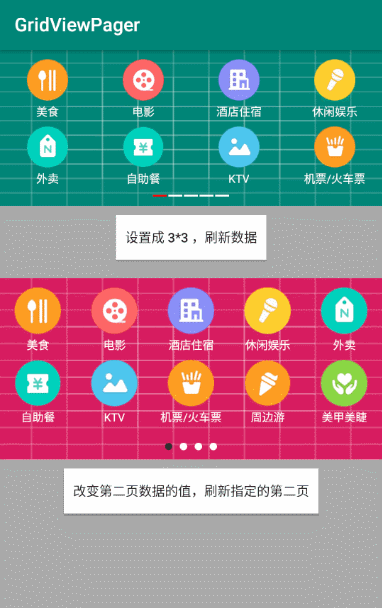 GridViewPager
美食 电影 酒店住宿 休闲娱乐
外卖 自助餐 KTV 机票/火车票
设置成 3*3 ，刷新数据
美食 电影 酒店住宿 休闲娱乐 外卖
自助餐 KTV 机票/火车票 周边游 美甲美睫
改变第二页数据的值，刷新指定的第二页